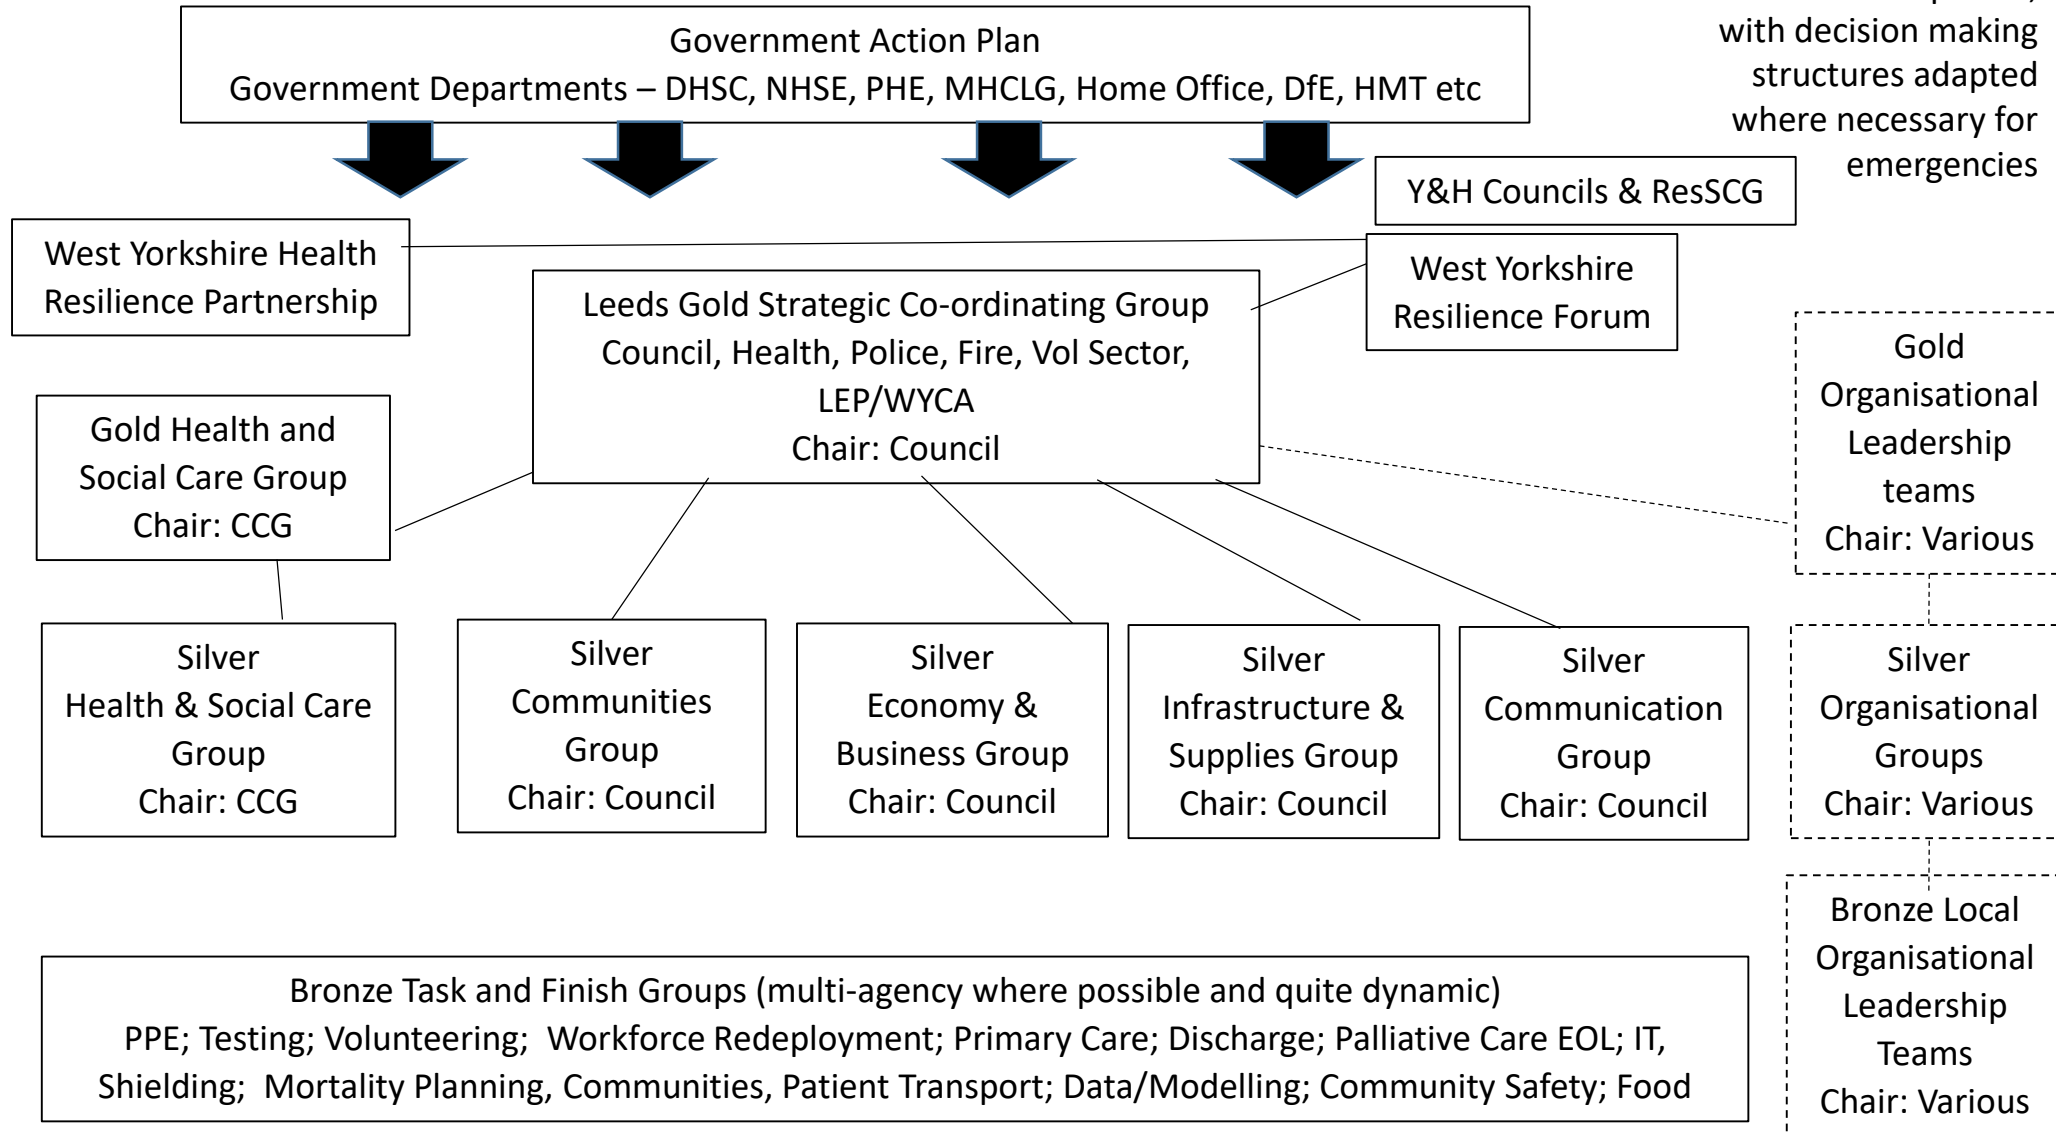 with decision making
structures adapted
where necessary for
emergencies
Government Action Plan
Government Departments – DHSC, NHSE, PHE, MHCLG, Home Office, DfE, HMT etc
Y&H Councils & ResSCG
West Yorkshire Health
Resilience Partnership
West Yorkshire
Resilience Forum
Leeds Gold Strategic Co-ordinating Group
Council, Health, Police, Fire, Vol Sector,
LEP/WYCA
Chair: Council
Gold Health and
Social Care Group
Chair: CCG
Gold
Organisational
Leadership
teams
Chair: Various
Silver
Health & Social Care
Group
Chair: CCG
Silver
Communities
Group
Chair: Council
Silver
Economy &
Business Group
Chair: Council
Silver
Infrastructure &
Supplies Group
Chair: Council
Silver
Communication
Group
Chair: Council
Silver
Organisational
Groups
Chair: Various
Bronze Task and Finish Groups (multi-agency where possible and quite dynamic)
PPE; Testing; Volunteering; Workforce Redeployment; Primary Care; Discharge; Palliative Care EOL; IT,
Shielding; Mortality Planning, Communities, Patient Transport; Data/Modelling; Community Safety; Food
Bronze Local
Organisational
Leadership
Teams
Chair: Various